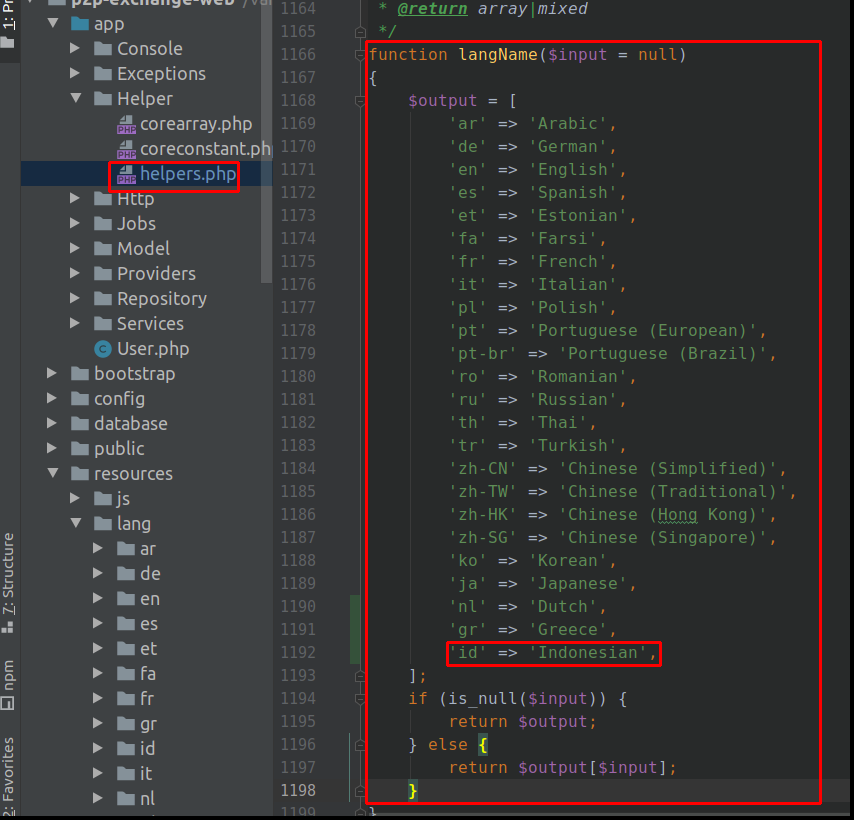 1: Pr
p2p-exchange-web
app
Console
Exceptions
Helper
corearray.php
coreconstant.php
helpers.php
Http
Jobs
Model
Providers
Repository
Services
User.php
bootstrap
config
database
public
resources
js
lang
ar
de
en
es
et
fa
fr
gr
id
it
nl
7: Structure
npm
2: Favorites
1164 * @return array|mixed
1165 */
1166 function langName($input = null)
1167 {
1168 $output = [
1169 'ar' => 'Arabic',
1170 'de' => 'German',
1171 'en' => 'English',
1172 'es' => 'Spanish',
1173 'et' => 'Estonian',
1174 'fa' => 'Farsi',
1175 'fr' => 'French',
1176 'it' => 'Italian',
1177 'pl' => 'Polish',
1178 'pt' => 'Portuguese (European)',
1179 'pt-br' => 'Portuguese (Brazil)',
1180 'ro' => 'Romanian',
1181 'ru' => 'Russian',
1182 'th' => 'Thai',
1183 'tr' => 'Turkish',
1184 'zh-CN' => 'Chinese (Simplified)',
1185 'zh-TW' => 'Chinese (Traditional)',
1186 'zh-HK' => 'Chinese (Hong Kong)',
1187 'zh-SG' => 'Chinese (Singapore)',
1188 'ko' => 'Korean',
1189 'ja' => 'Japanese',
1190 'nl' => 'Dutch',
1191 'gr' => 'Greece',
1192 'id' => 'Indonesian',
1193 ];
1194 if (is_null($input)) {
1195 return $output;
1196 } else {
1197 return $output[$input];
1198 }
1199 }